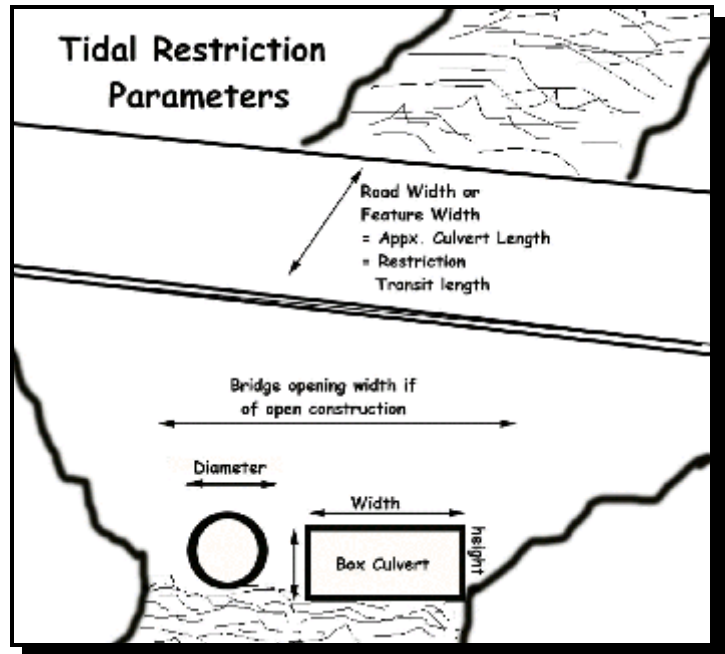 Tidal Restriction
Parameters
Road Width or
Feature Width
= Appx. Culvert Length
= Restriction
Transit length
Bridge opening width if
of open construction
Diameter
Width
height
Box Culvert